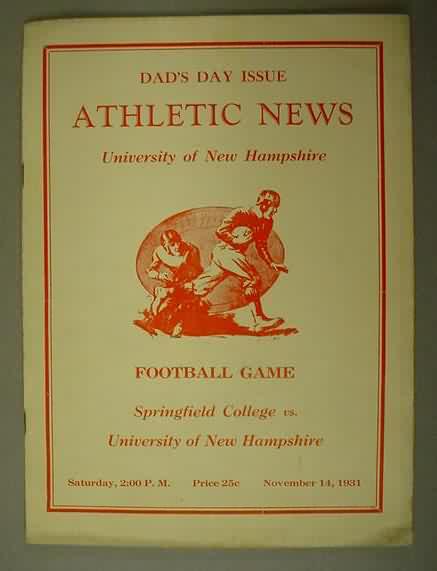 DAD'S DAY ISSUE
ATHLETIC NEWS
University of New Hampshire
FOOTBALL GAME
Springfield College vs.
University of New Hampshire
Saturday, 2:00 P. M. Price 25c November 14, 1931